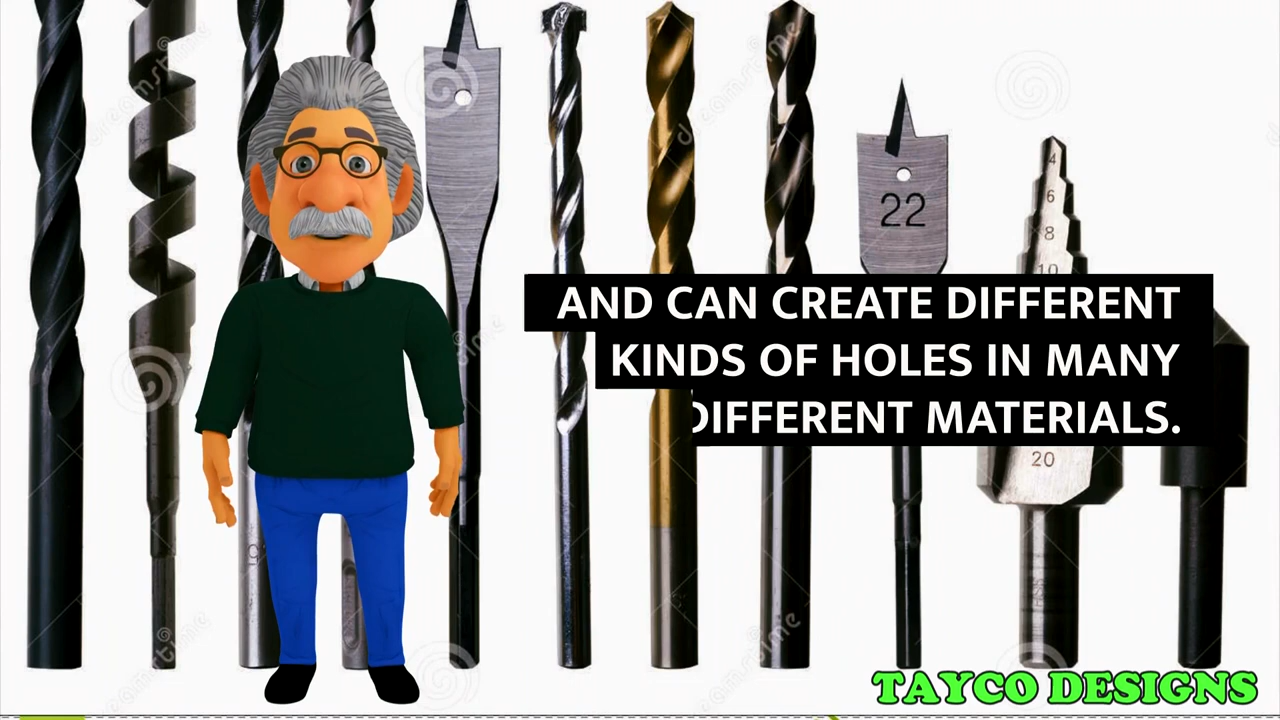 22
4
6
8
10
AND CAN CREATE DIFFERENT
KINDS OF HOLES IN MANY
DIFFERENT MATERIALS.
20
TAYCO DESIGNS